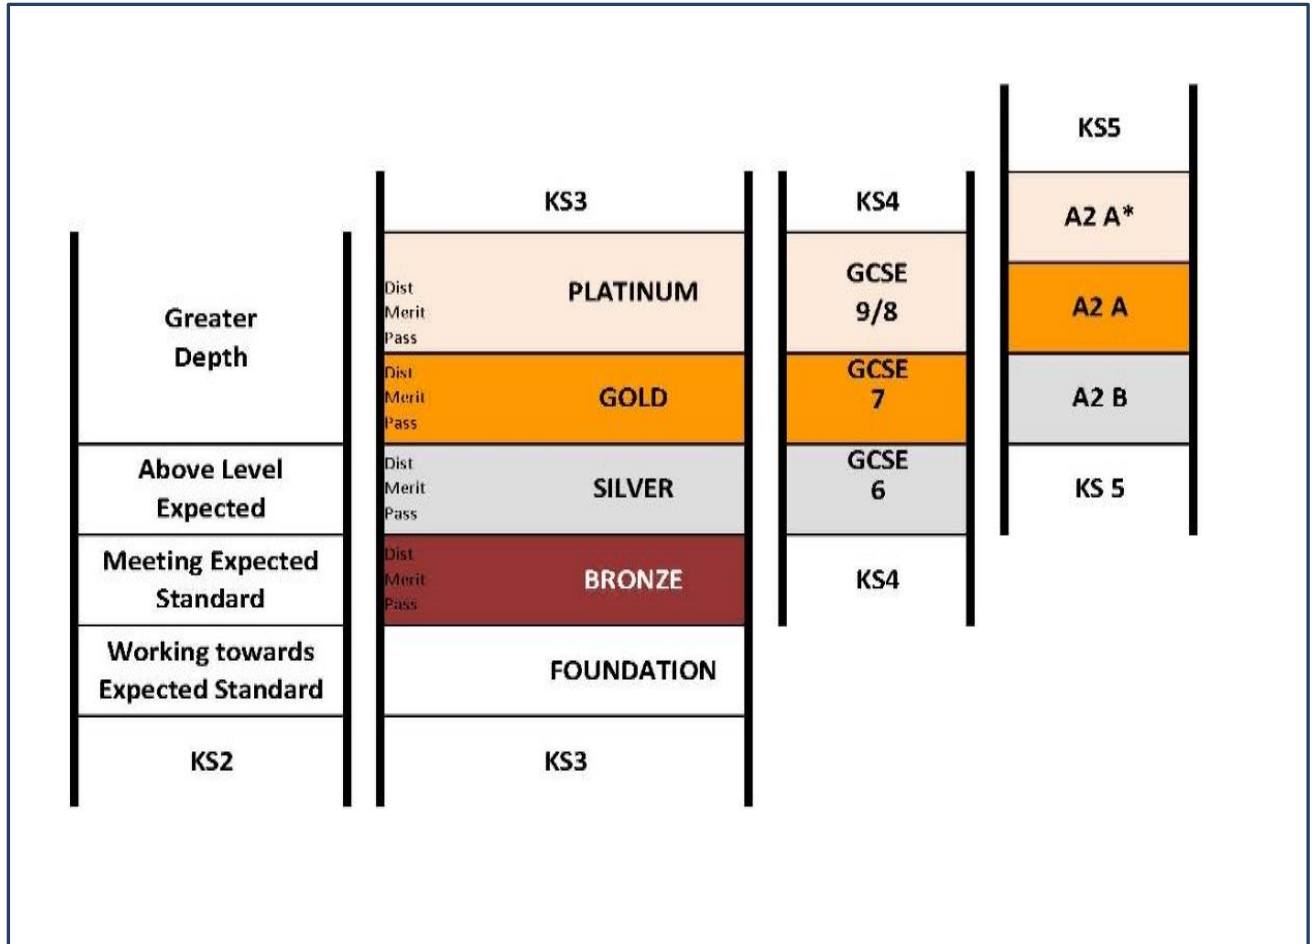 Greater
Depth
Above Level
Expected
Meeting Expected
Standard
Working towards
Expected Standard
KS2
KS3
Dist
Merit
Pass
PLATINUM
Dist
Merit
Pass
GOLD
Dist
Merit
Pass
SILVER
Dist
Merit
Pass
BRONZE
FOUNDATION
KS3
KS4
GCSE
9/8
GCSE
7
GCSE
6
KS4
KS5
A2 A*
A2 A
A2 B
KS 5